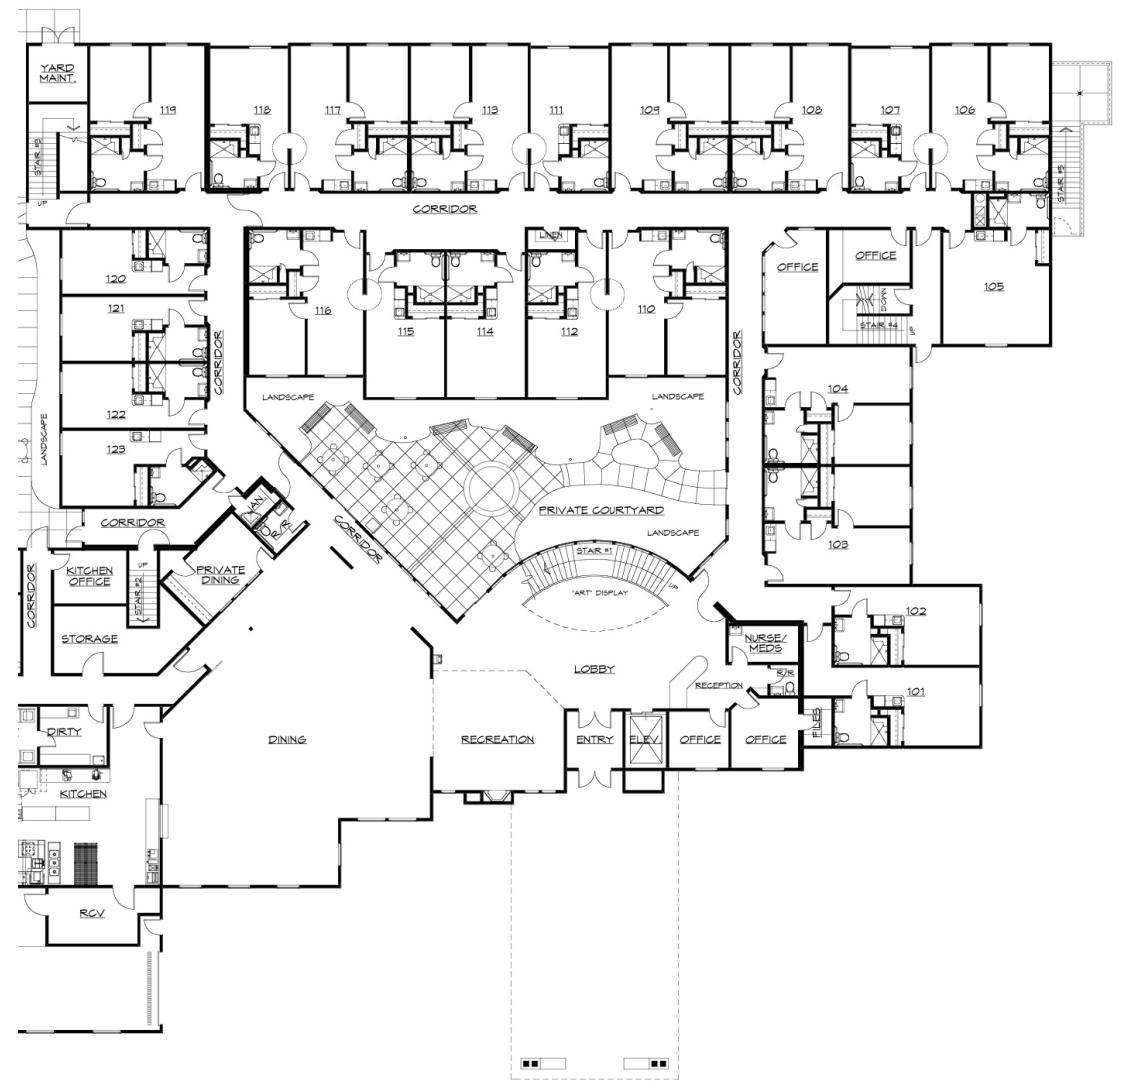 YARD
MAINT.
119
118
117
113
111
109
108
107
106
STAIR #3
UP
CORRIDOR
STAIR #5
LINEN
OFFICE
OFFICE
105
120
121
116
115
114
112
110
DOWN
STAIR #4
UP
CORRIDOR
CORRIDOR
122
123
LANDSCAPE
LANDSCAPE
LANDSCAPE
104
JAN.
R/R
CORRIDOR
CORRIDOR
PRIVATE COURTYARD
LANDSCAPE
103
STAIR #1
UP
"ART" DISPLAY
KITCHEN
OFFICE
UP
STAIR #2
PRIVATE
DINING
CORRIDOR
STORAGE
102
NURSE/
MEDS
LOBBY
R/R
RECEPTION
101
FILES
DIRTY
DINING
RECREATION
ENTRY
ELEV.
OFFICE
OFFICE
KITCHEN
RCV